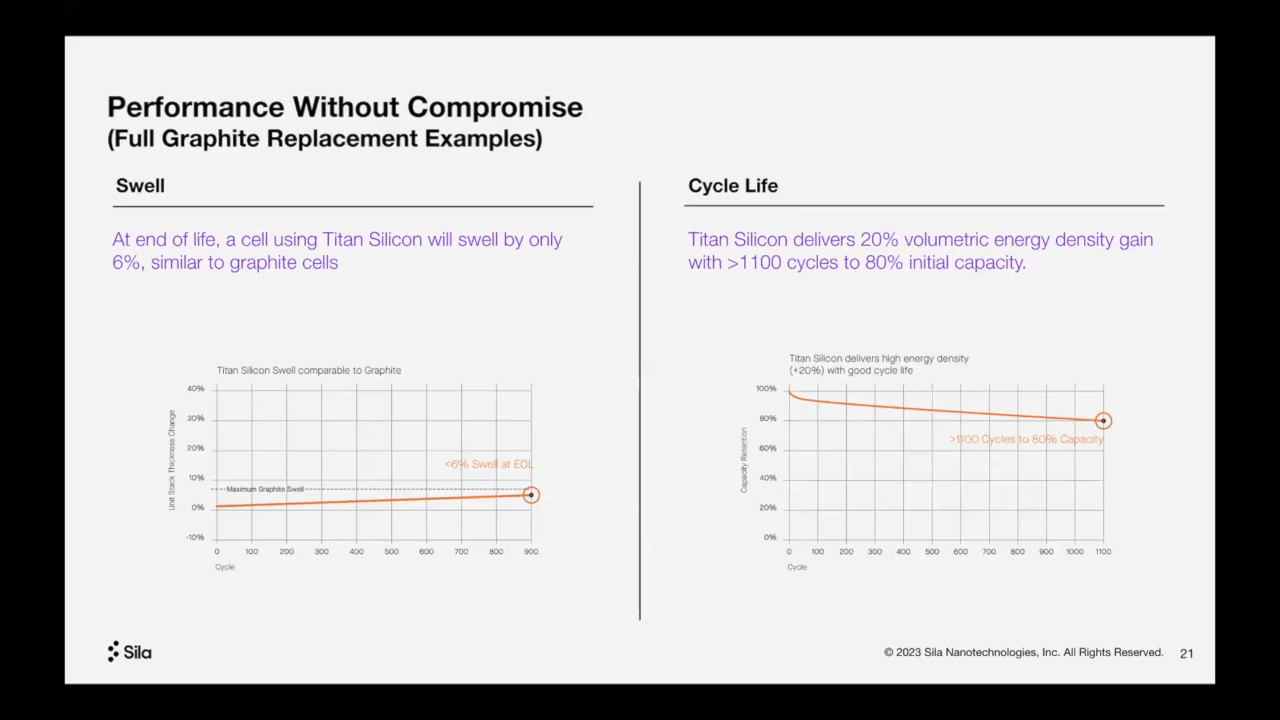 Performance Without Compromise
(Full Graphite Replacement Examples)
Swell
At end of life, a cell using Titan Silicon will swell by only
6%, similar to graphite cells
Titan Silicon Swell comparable to Graphite
Unit Stack Thickness Change
40%
30%
20%
10%
0%
-10%
<6% Swell at EOL
Maximum Graphite Swell
0 100 200 300 400 500 600 700 800 900
Cycle
Cycle Life
Titan Silicon delivers 20% volumetric energy density gain
with >1100 cycles to 80% initial capacity.
Titan Silicon delivers high energy density
(+20%) with good cycle life
Capacity Retention
100%
80%
60%
40%
20%
0%
>1100 Cycles to 80% Capacity
0 100 200 300 400 500 600 700 800 900 1000 1100
Cycle
Sila
© 2023 Sila Nanotechnologies, Inc. All Rights Reserved. 21